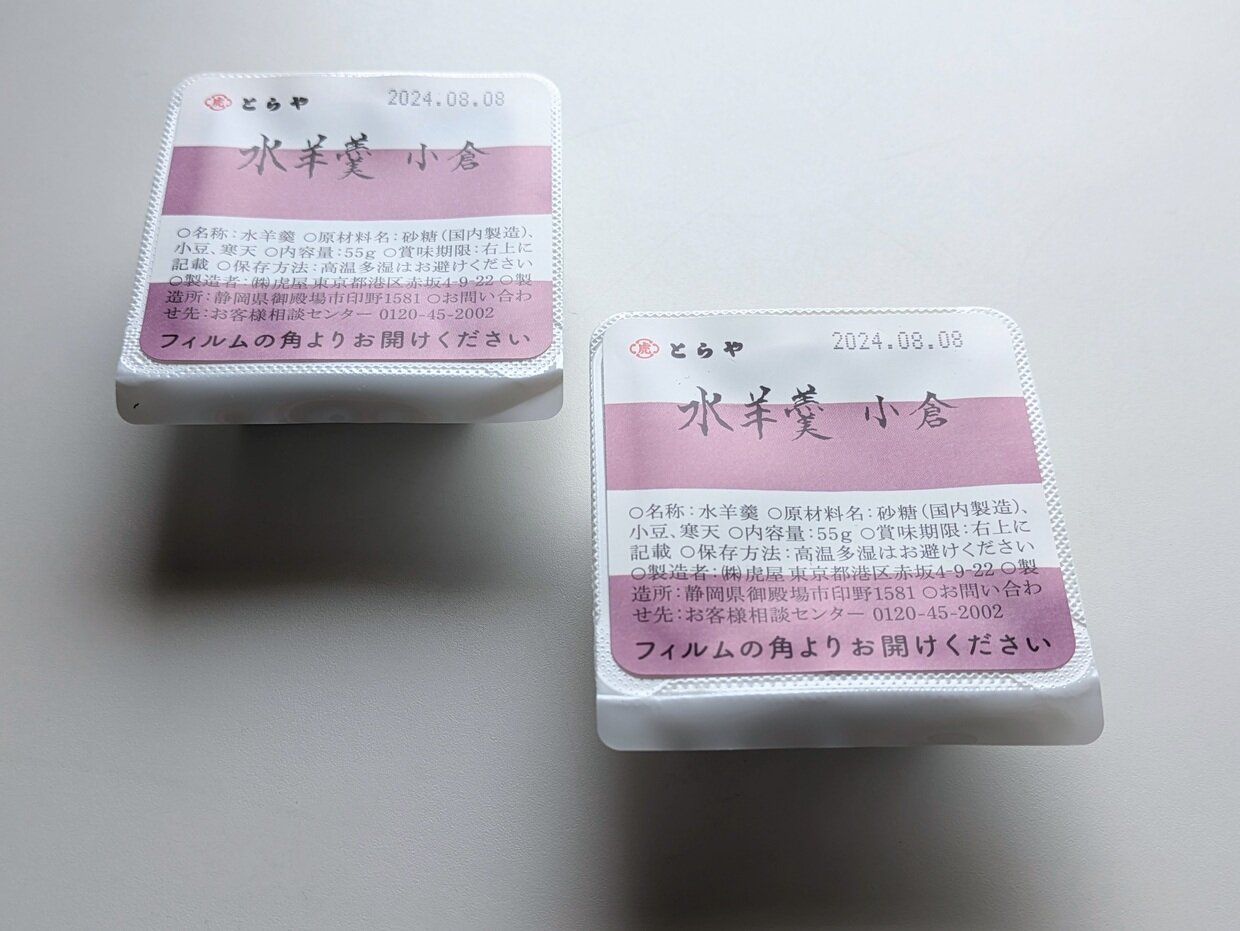 虎 とらや 2024.08.08
水羊羹 小倉
○名称：水羊羹 ○原材料名：砂糖（国内製造）、
小豆、寒天 ○内容量：55g ○賞味期限：右上に
記載 ○保存方法：高温多湿はお避けください
○製造者：㈱虎屋 東京都港区赤坂4-9-22 ○製
造所：静岡県御殿場市印野1581 ○お問い合わ
せ先：お客様相談センター 0120-45-2002
フィルムの角よりお開けください
虎 とらや 2024.08.08
水羊羹 小倉
○名称：水羊羹 ○原材料名：砂糖（国内製造）、
小豆、寒天 ○内容量：55g ○賞味期限：右上に
記載 ○保存方法：高温多湿はお避けください
○製造者：㈱虎屋 東京都港区赤坂4-9-22 ○製
造所：静岡県御殿場市印野1581 ○お問い合わ
せ先：お客様相談センター 0120-45-2002
フィルムの角よりお開けください